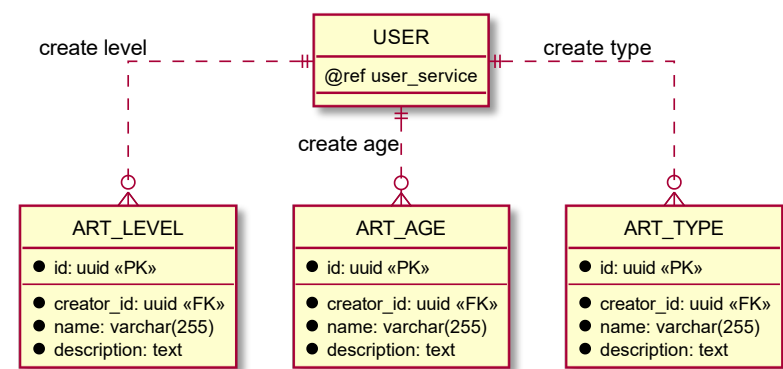 USER
@ref user_service
create level
create type
create age
ART_LEVEL
id: uuid «PK»
creator_id: uuid «FK»
name: varchar(255)
description: text
ART_AGE
id: uuid «PK»
creator_id: uuid «FK»
name: varchar(255)
description: text
ART_TYPE
id: uuid «PK»
creator_id: uuid «FK»
name: varchar(255)
description: text